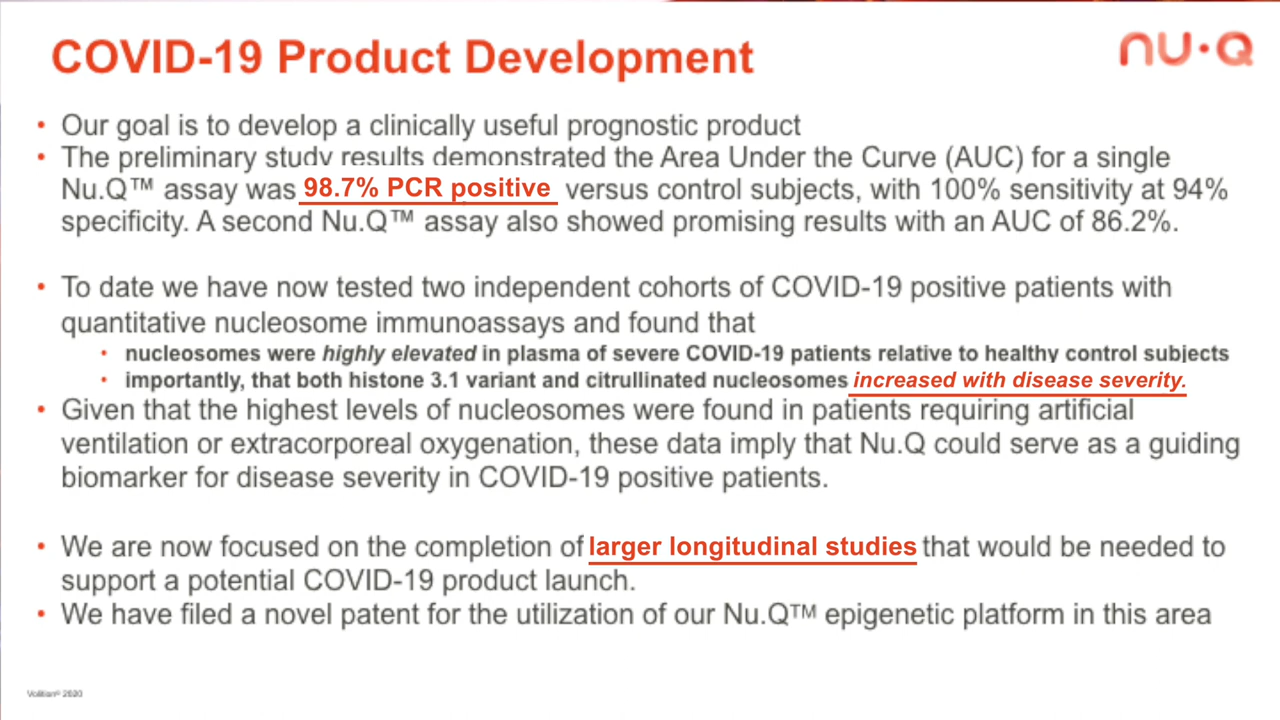 COVID-19 Product Development
nu•Q
• Our goal is to develop a clinically useful prognostic product
• The preliminary study results demonstrated the Area Under the Curve (AUC) for a single
Nu.Q™ assay was 98.7% PCR positive versus control subjects, with 100% sensitivity at 94%
specificity. A second Nu.Q™ assay also showed promising results with an AUC of 86.2%.
• To date we have now tested two independent cohorts of COVID-19 positive patients with
quantitative nucleosome immunoassays and found that
• nucleosomes were highly elevated in plasma of severe COVID-19 patients relative to healthy control subjects
• importantly, that both histone 3.1 variant and citrullinated nucleosomes increased with disease severity.
• Given that the highest levels of nucleosomes were found in patients requiring artificial
ventilation or extracorporeal oxygenation, these data imply that Nu.Q could serve as a guiding
biomarker for disease severity in COVID-19 positive patients.
• We are now focused on the completion of larger longitudinal studies that would be needed to
support a potential COVID-19 product launch.
• We have filed a novel patent for the utilization of our Nu.Q™ epigenetic platform in this area
Volition© 2020